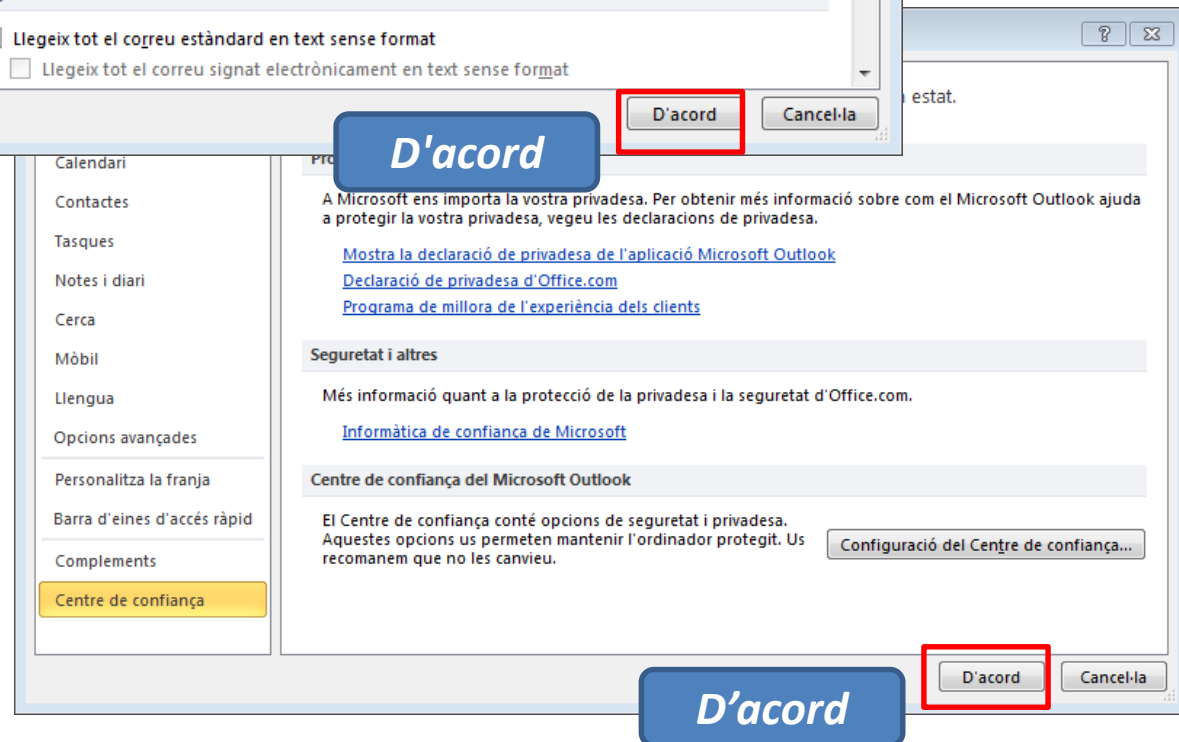 Llegeix tot el correu estàndard en text sense format
Llegeix tot el correu signat electrònicament en text sense format
D'acord
Cancel·la
D'acord
estat.
Calendari
Contactes
Tasques
Notes i diari
Cerca
Mòbil
Llengua
Opcions avançades
Personalitza la franja
Barra d'eines d'accés ràpid
Complements
Centre de confiança
A Microsoft ens importa la vostra privadesa. Per obtenir més informació sobre com el Microsoft Outlook ajuda
a protegir la vostra privadesa, vegeu les declaracions de privadesa.
Mostra la declaració de privadesa de l'aplicació Microsoft Outlook
Declaració de privadesa d'Office.com
Programa de millora de l'experiència dels clients
Seguretat i altres
Més informació quant a la protecció de la privadesa i la seguretat d'Office.com.
Informàtica de confiança de Microsoft
Centre de confiança del Microsoft Outlook
El Centre de confiança conté opcions de seguretat i privadesa.
Aquestes opcions us permeten mantenir l'ordinador protegit. Us
recomanem que no les canvieu.
Configuració del Centre de confiança...
D'acord
Cancel·la
D’acord